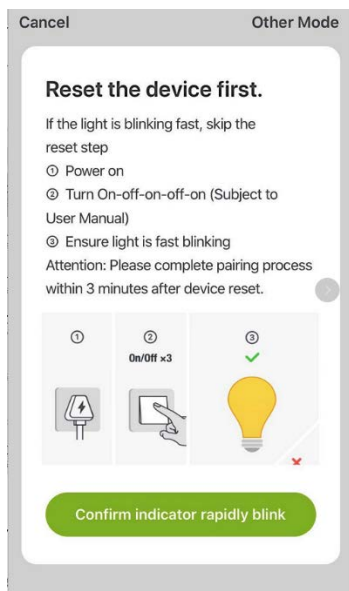 Cancel Other Mode
Reset the device first.
If the light is blinking fast, skip the
reset step
① Power on
② Turn On-off-on-off-on (Subject to
User Manual)
③ Ensure light is fast blinking
Attention: Please complete pairing process
within 3 minutes after device reset.
① ② ③
On/Off ×3
Confirm indicator rapidly blink